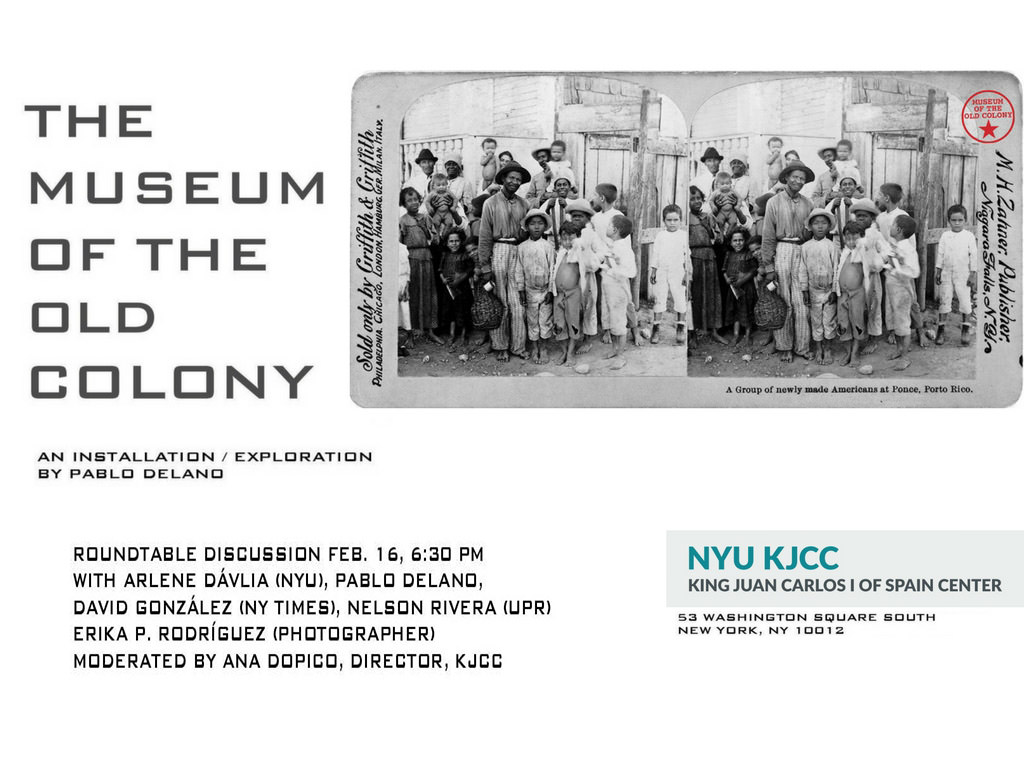 THE
MUSEUM
OF THE
OLD
COLONY
AN INSTALLATION / EXPLORATION
BY PABLO DELANO
Sold only by Griffith & Griffith
PHILADELPHIA, CHICAGO, LONDON, HAMBURG, GER. MILAN, ITALY.
MUSEUM
OF THE
OLD COLONY
M. H. Zahner, Publisher,
Niagara Falls, N.Y.
A Group of newly made Americans at Ponce, Porto Rico.
ROUNDTABLE DISCUSSION FEB. 16, 6:30 PM
WITH ARLENE DÁVLIA (NYU), PABLO DELANO,
DAVID GONZÁLEZ (NY TIMES), NELSON RIVERA (UPR)
ERIKA P. RODRÍGUEZ (PHOTOGRAPHER)
MODERATED BY ANA DOPICO, DIRECTOR, KJCC
NYU KJCC
KING JUAN CARLOS I OF SPAIN CENTER
53 WASHINGTON SQUARE SOUTH
NEW YORK, NY 10012